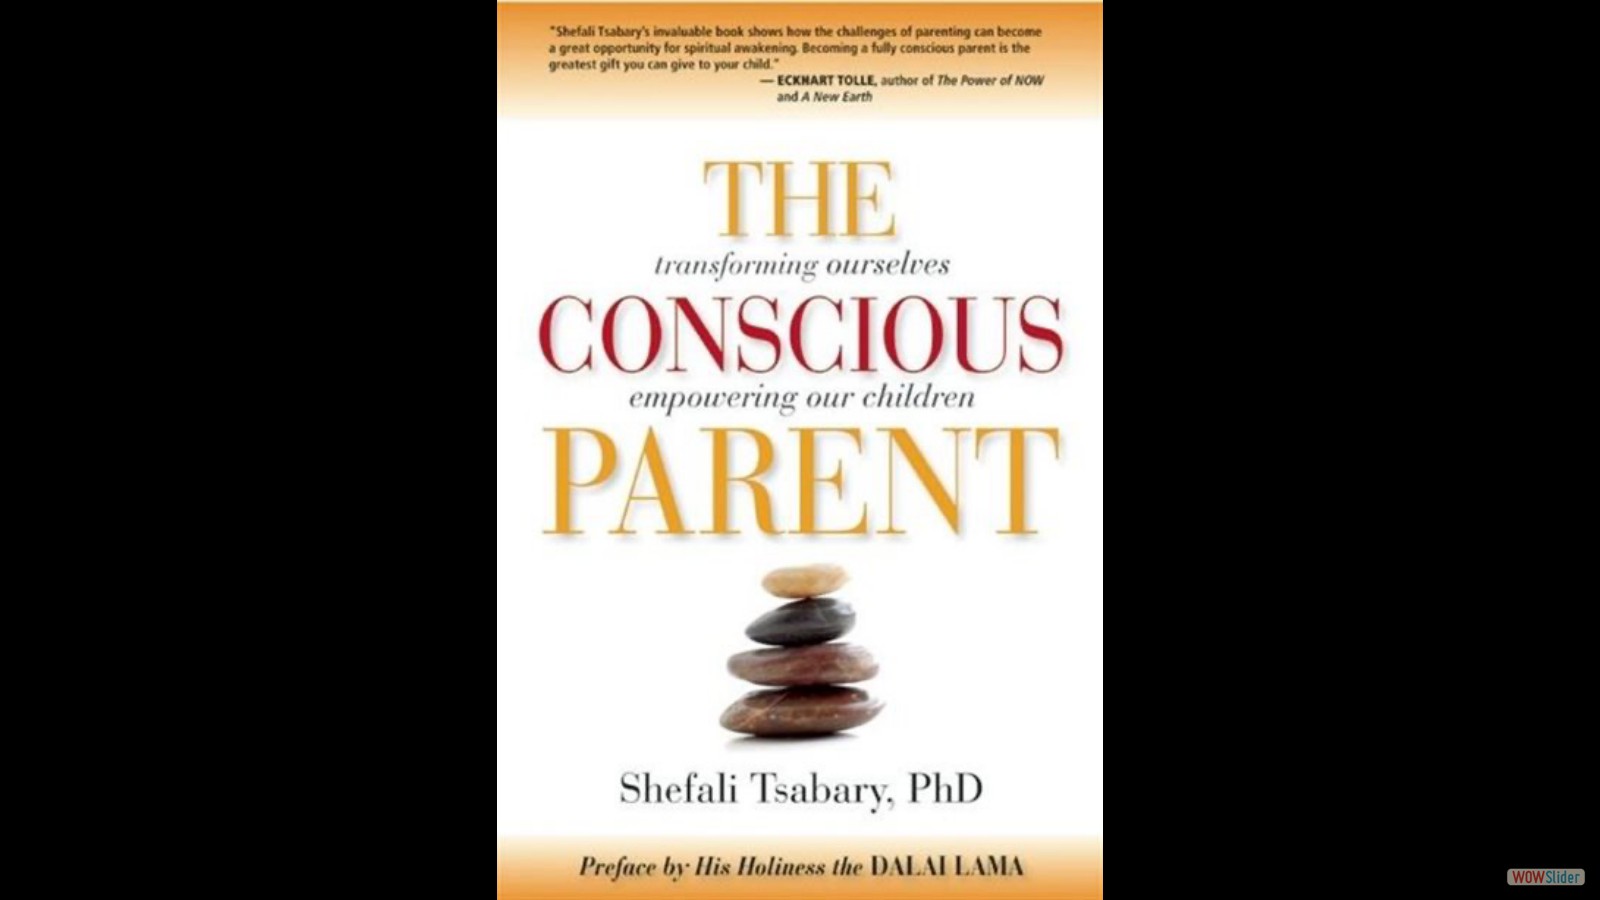 "Shefali Tsabary's invaluable book shows how the challenges of parenting can become
a great opportunity for spiritual awakening. Becoming a fully conscious parent is the
greatest gift you can give to your child."
— ECKHART TOLLE, author of The Power of NOW
and A New Earth
THE
transforming ourselves
CONSCIOUS
empowering our children
PARENT
Shefali Tsabary, PhD
Preface by His Holiness the DALAI LAMA
WOWSlider